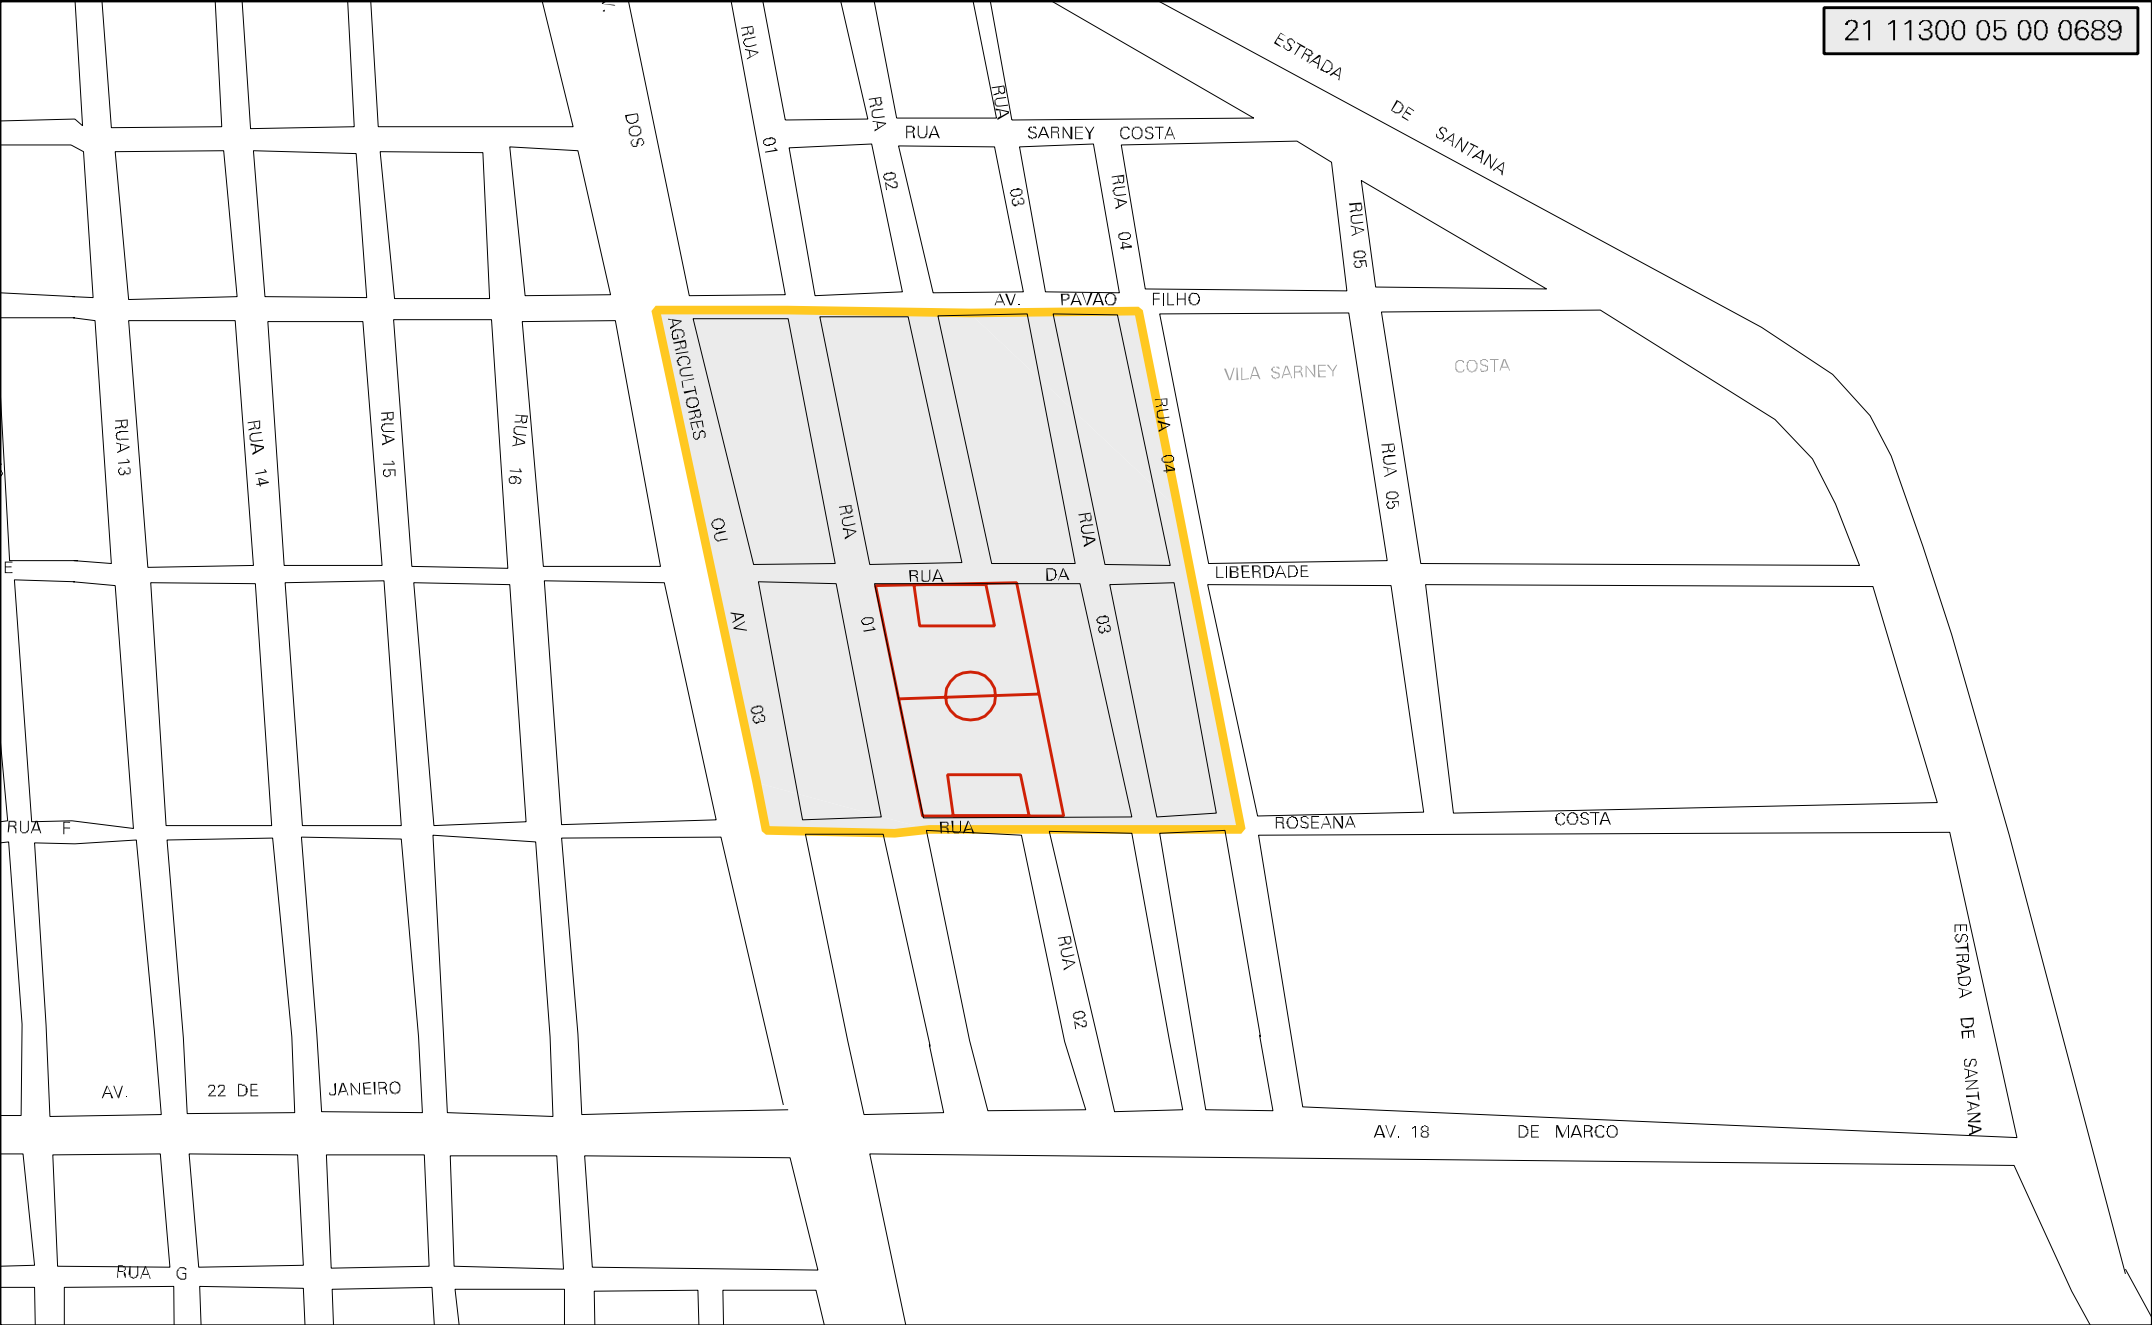 21 11300 05 00 0689
ESTRADA DE SANTANA
DOS
RUA 01
RUA 02
RUA 03
RUA SARNEY COSTA
RUA 04
RUA 05
AV. PAVAO FILHO
AGRICULTORES OU AV 03
VILA SARNEY COSTA
RUA 13
RUA 14
RUA 15
RUA 16
RUA 01
RUA 03
RUA 04
RUA 05
E
RUA DA LIBERDADE
RUA F
RUA ROSEANA COSTA
RUA 02
ESTRADA DE SANTANA
AV. 22 DE JANEIRO
AV. 18 DE MARCO
RUA G